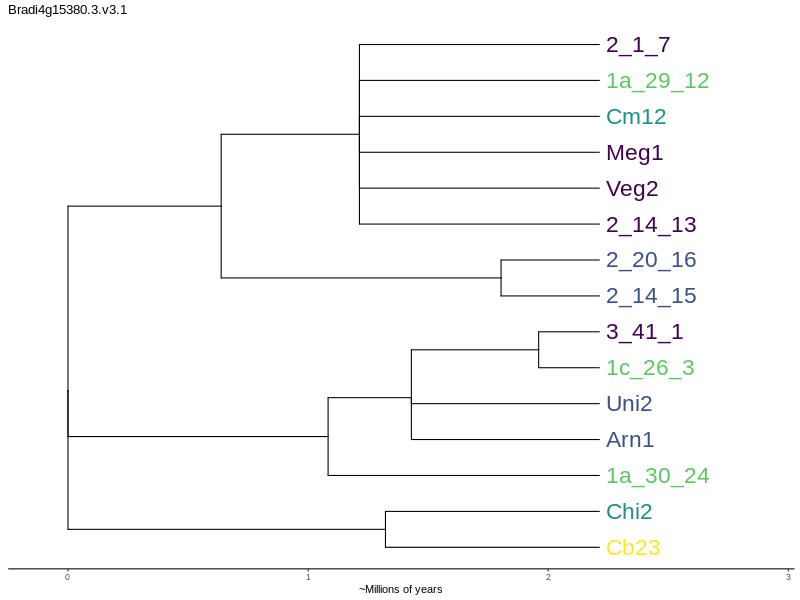 Bradi4g15380.3.v3.1
2_1_7
1a_29_12
Cm12
Meg1
Veg2
2_14_13
2_20_16
2_14_15
3_41_1
1c_26_3
Uni2
Arn1
1a_30_24
Chi2
Cb23
0 1 2 3
~Millions of years